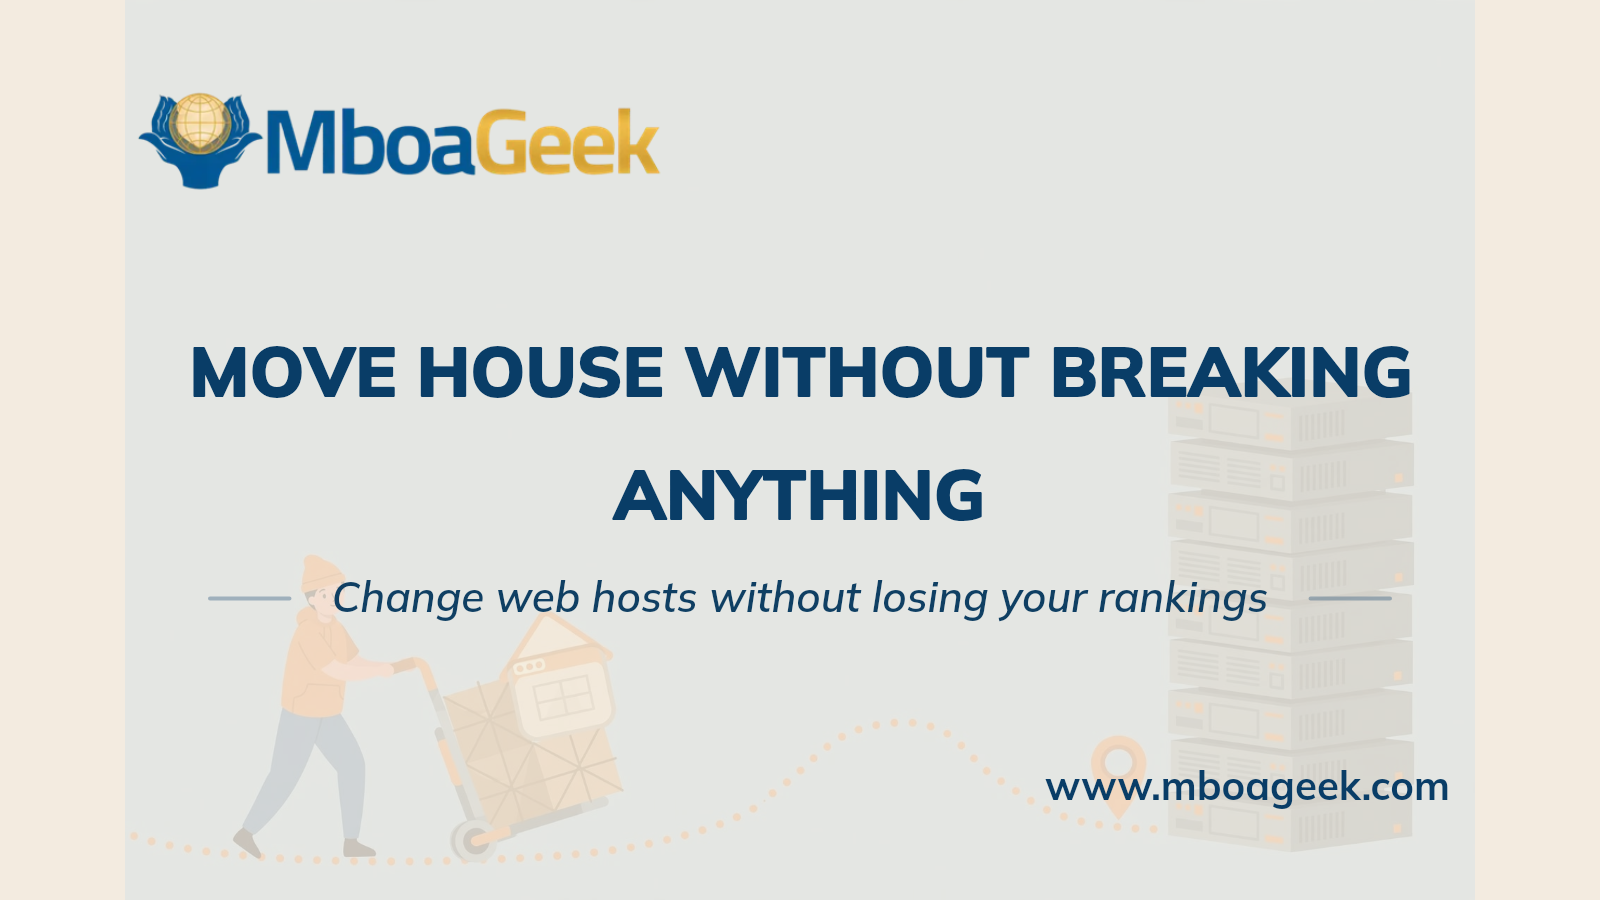 MboaGeek
MOVE HOUSE WITHOUT BREAKING
ANYTHING
Change web hosts without losing your rankings
www.mboageek.com